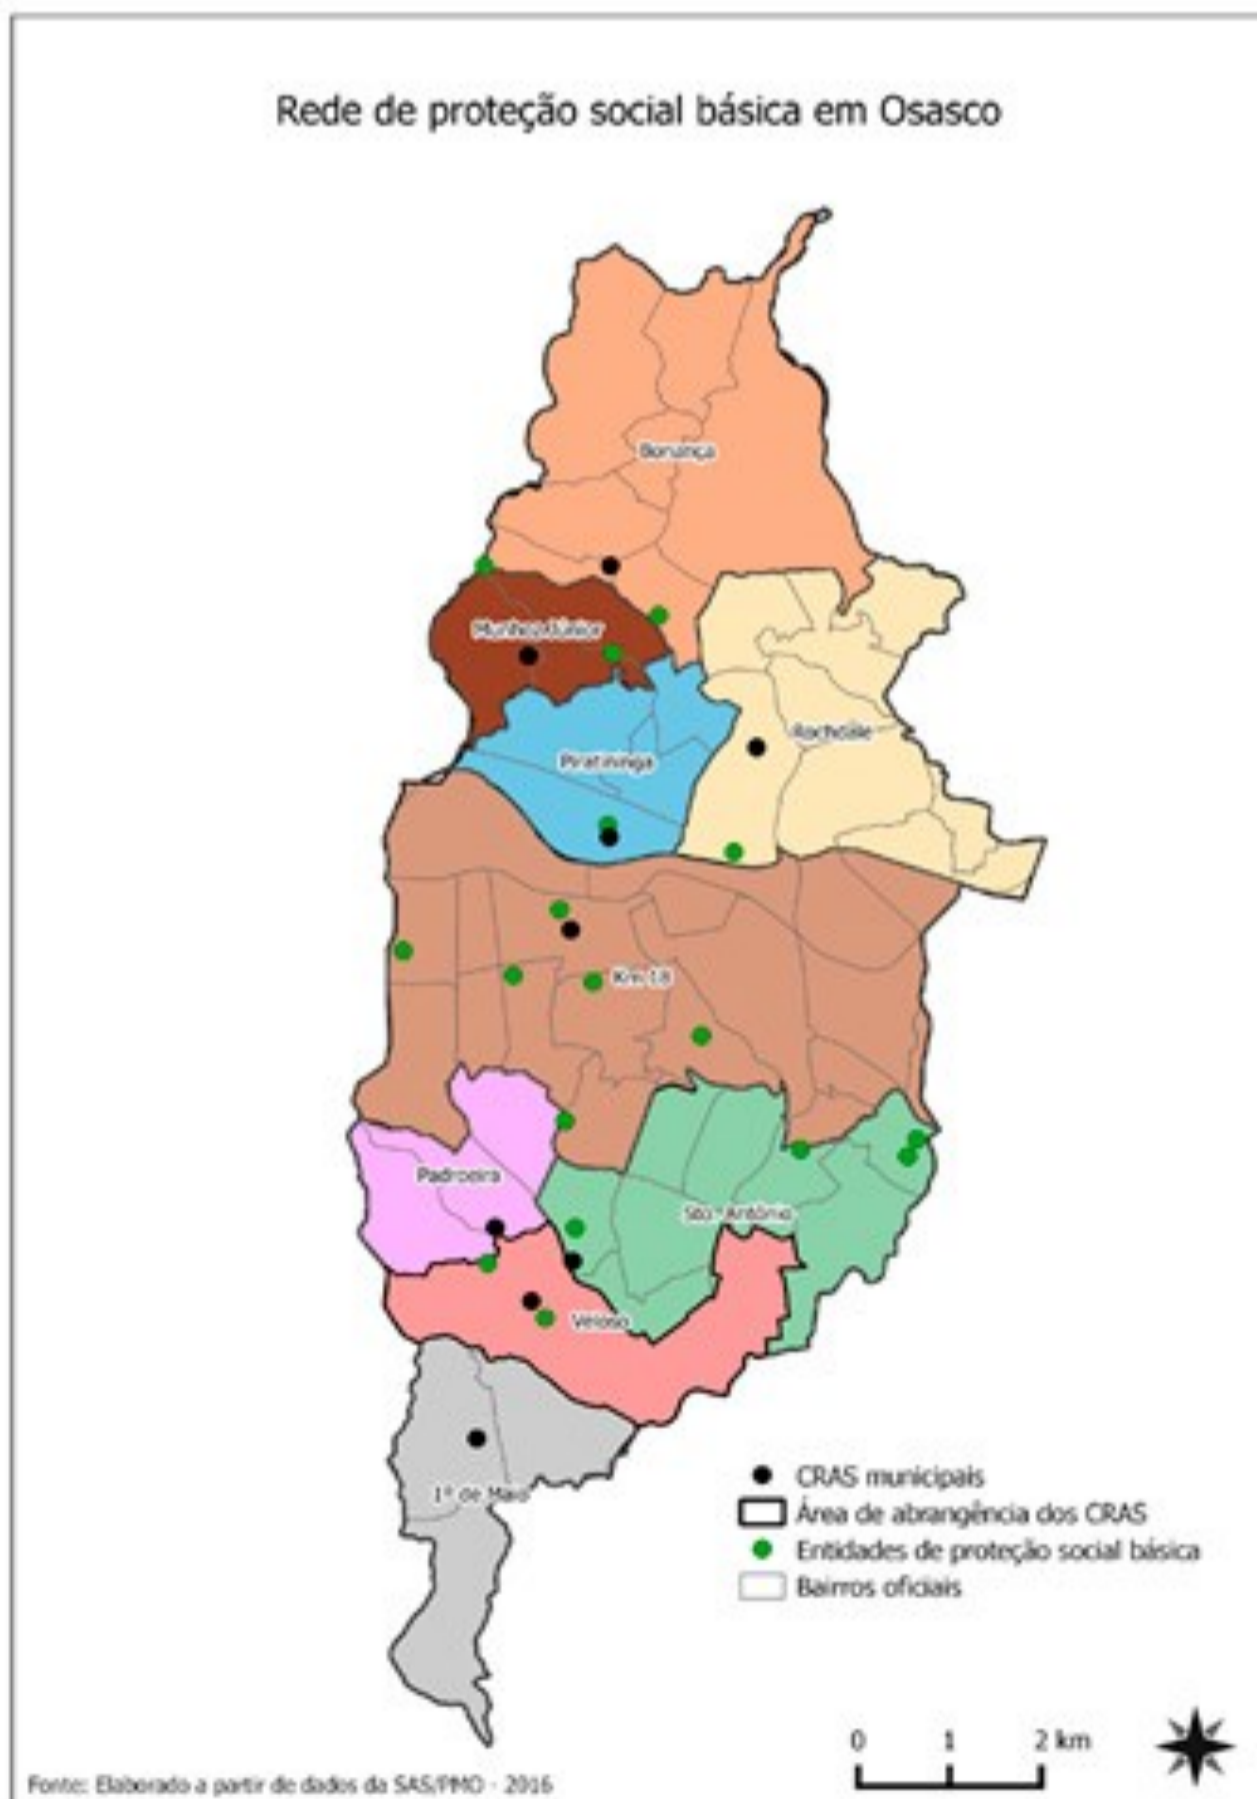 Rede de proteção social básica em Osasco
Bonança
Munhoz Júnior
Rochdale
Piratininga
Km 18
Padroeira
Sto. Antônio
Veloso
1º de Maio
CRAS municipais
Área de abrangência dos CRAS
Entidades de proteção social básica
Bairros oficiais
0 1 2 km
Fonte: Elaborado a partir de dados da SAS/PMO - 2016